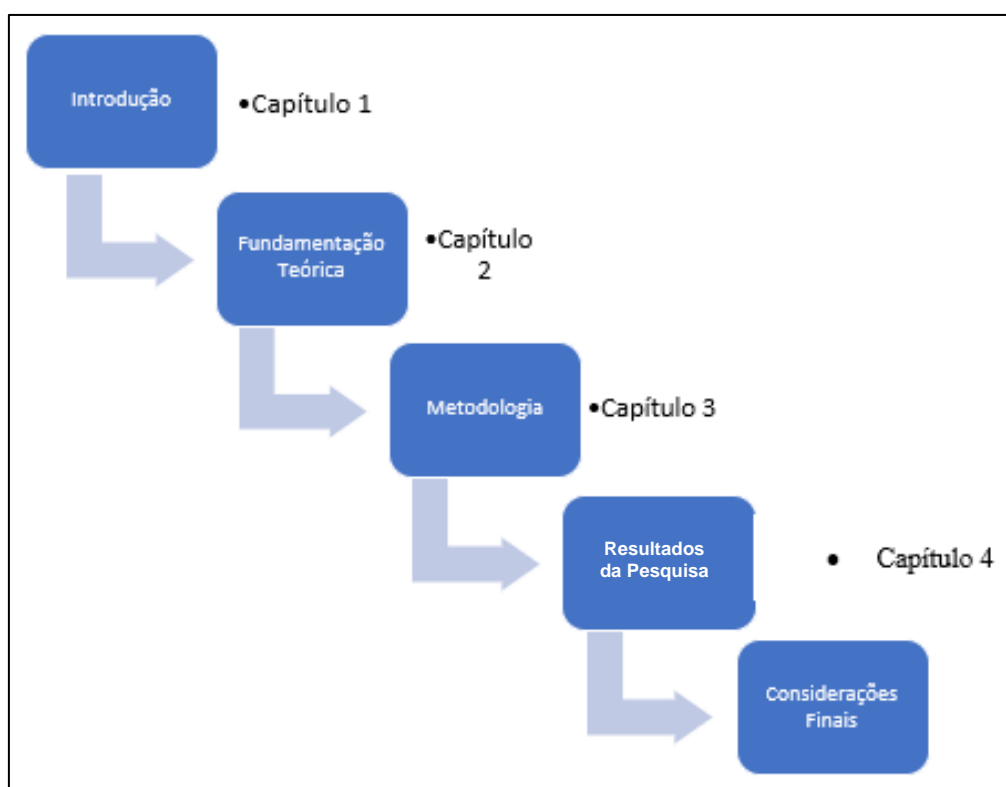 Introdução
•Capítulo 1
Fundamentação
Teórica
•Capítulo
2
Metodologia
•Capítulo 3
Resultados
da Pesquisa
• Capítulo 4
Considerações
Finais